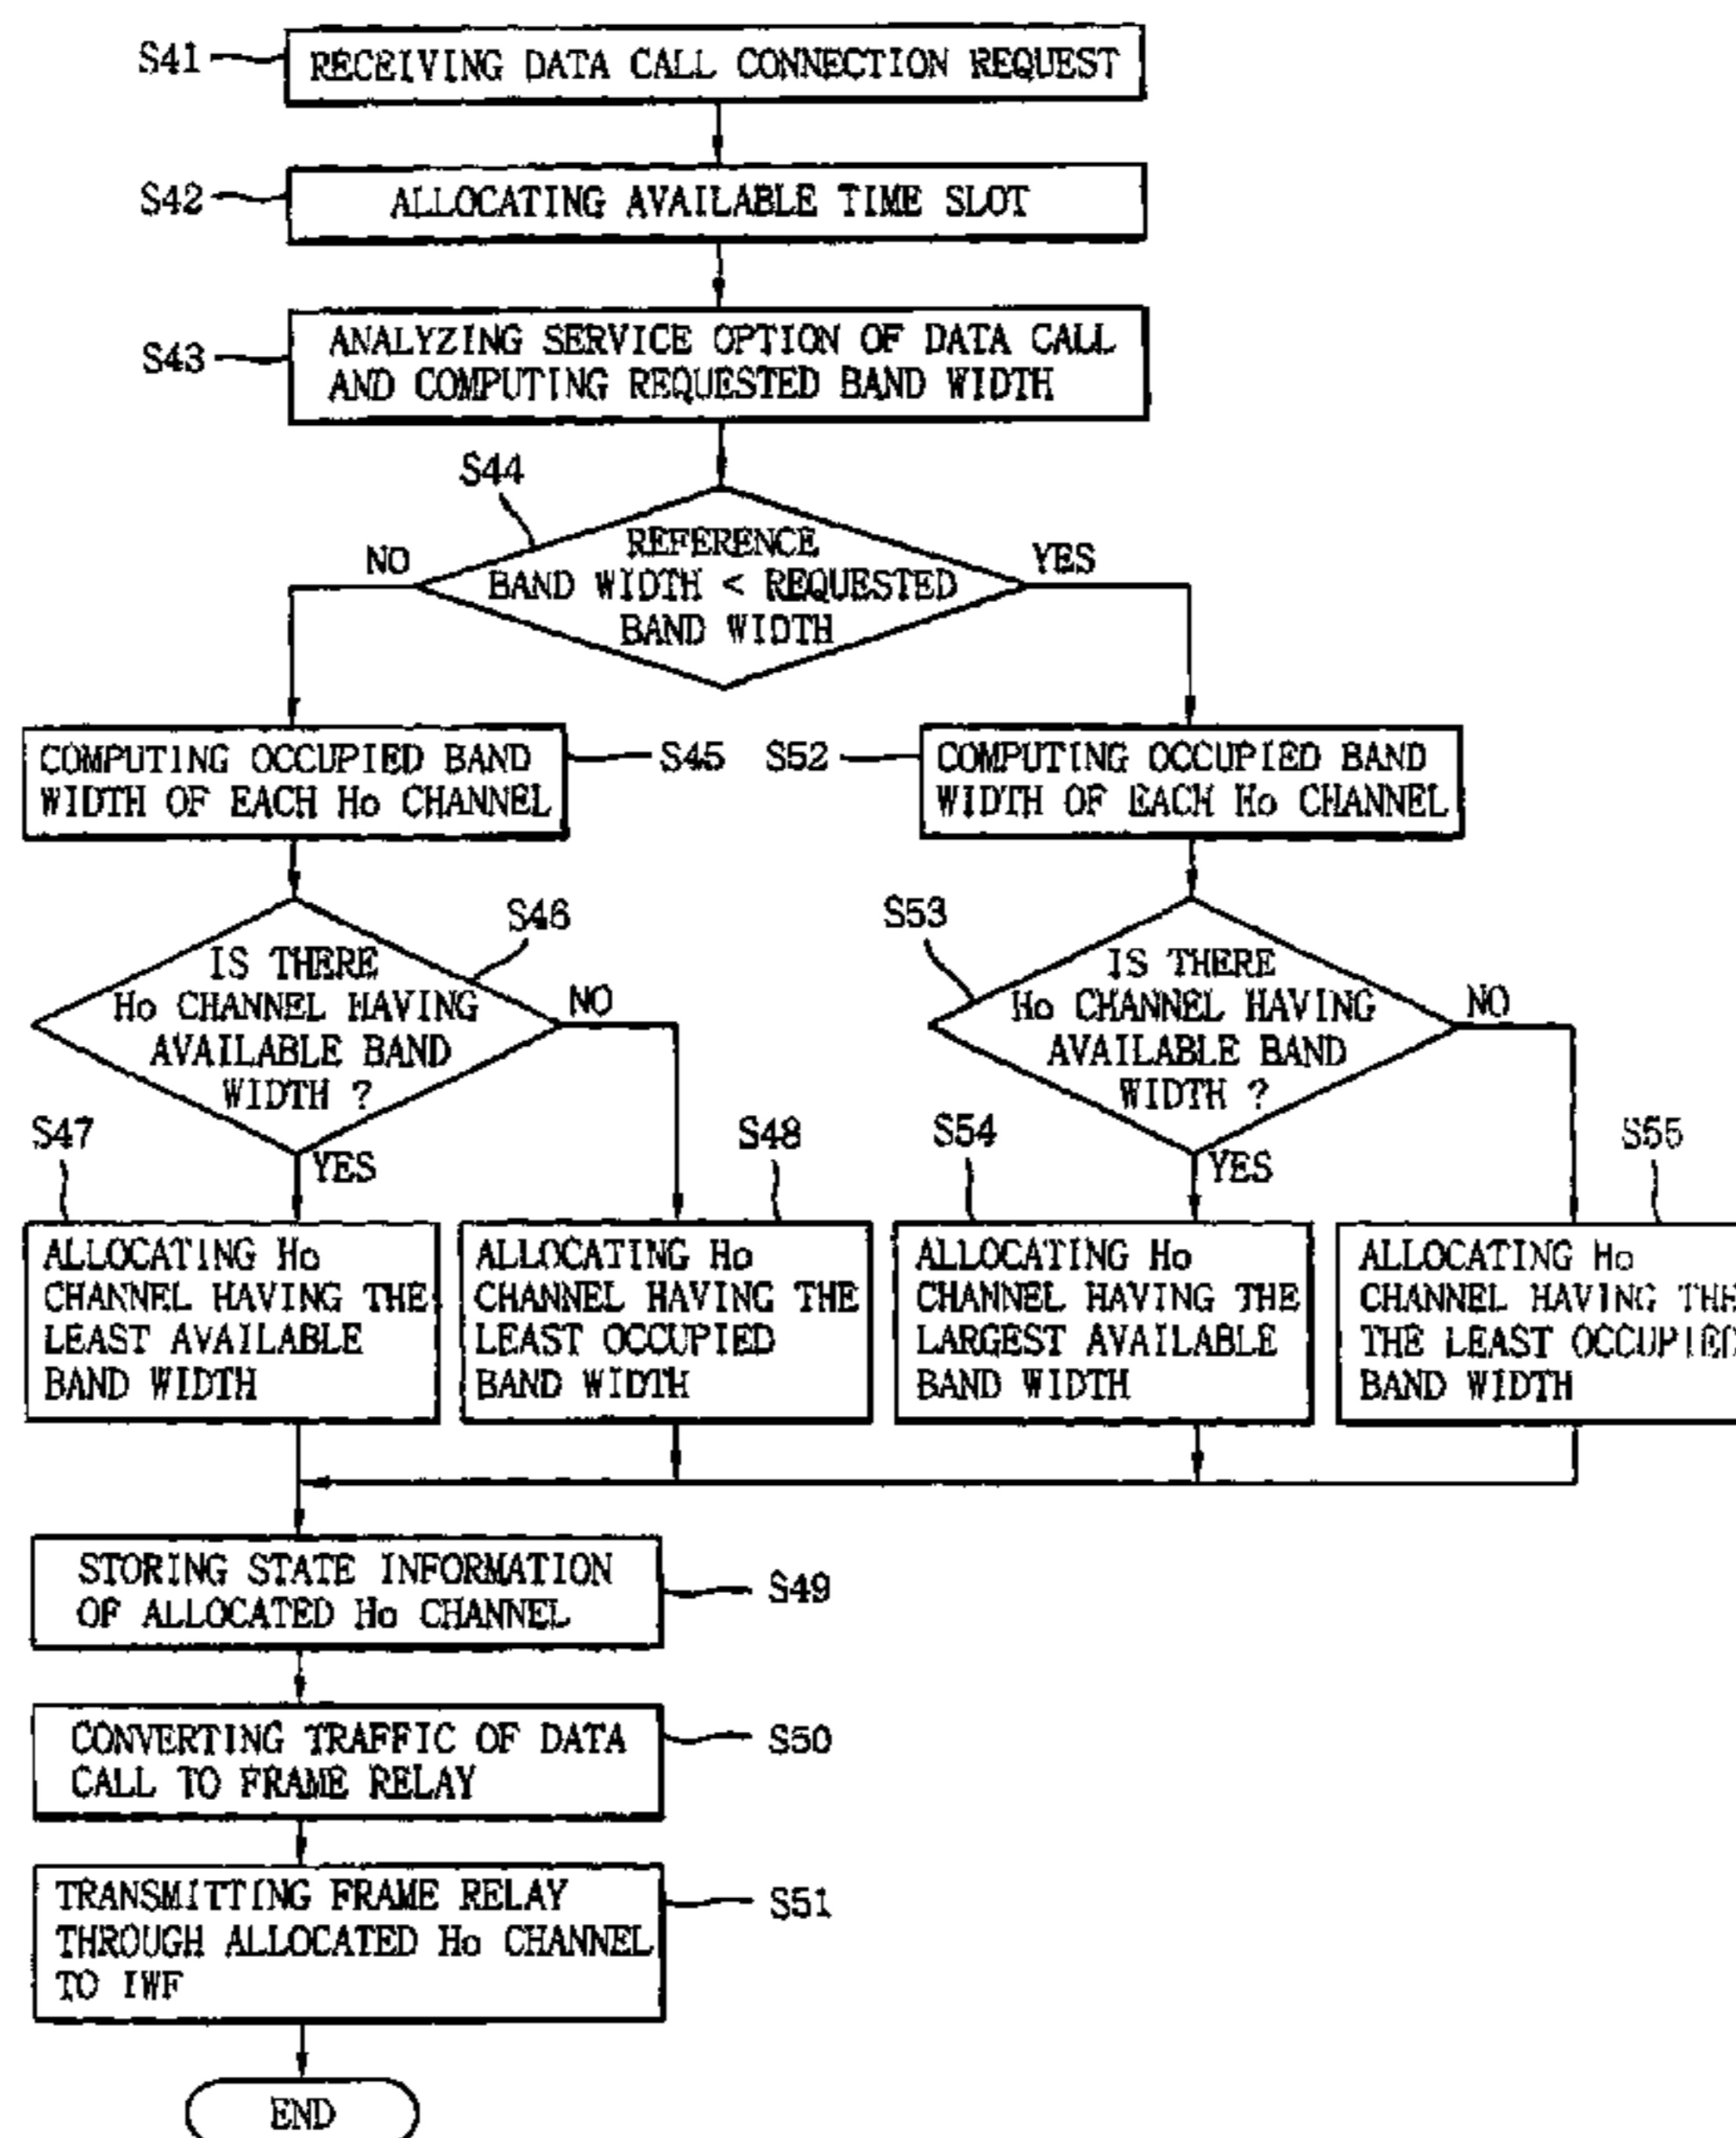 S41
RECEIVING DATA CALL CONNECTION REQUEST
S42
ALLOCATING AVAILABLE TIME SLOT
S43
ANALYZING SERVICE OPTION OF DATA CALL
AND COMPUTING REQUESTED BAND WIDTH
S44
REFERENCE
BAND WIDTH < REQUESTED
BAND WIDTH
NO
YES
COMPUTING OCCUPIED BAND
WIDTH OF EACH Ho CHANNEL
S45
S52
COMPUTING OCCUPIED BAND
WIDTH OF EACH Ho CHANNEL
S46
IS THERE
Ho CHANNEL HAVING
AVAILABLE BAND
WIDTH ?
NO
YES
S53
IS THERE
Ho CHANNEL HAVING
AVAILABLE BAND
WIDTH ?
NO
YES
S47
ALLOCATING Ho
CHANNEL HAVING THE
LEAST AVAILABLE
BAND WIDTH
S48
ALLOCATING Ho
CHANNEL HAVING THE
LEAST OCCUPIED
BAND WIDTH
S54
ALLOCATING Ho
CHANNEL HAVING THE
LARGEST AVAILABLE
BAND WIDTH
S55
ALLOCATING Ho
CHANNEL HAVING THE
THE LEAST OCCUPIED
BAND WIDTH
STORING STATE INFORMATION
OF ALLOCATED Ho CHANNEL
S49
CONVERTING TRAFFIC OF DATA
CALL TO FRAME RELAY
S50
TRANSMITTING FRAME RELAY
THROUGH ALLOCATED Ho CHANNEL
TO IWF
S51
END